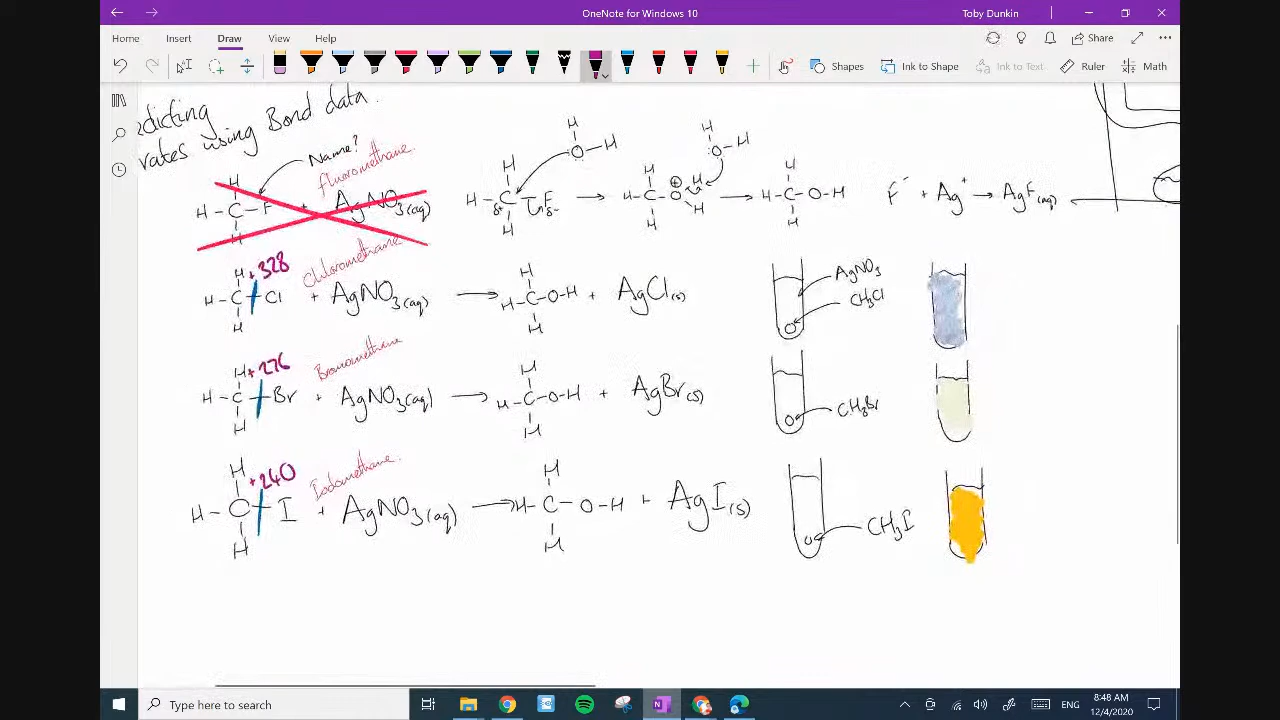 OneNote for Windows 10
Toby Dunkin
Home Insert Draw View Help
Share
Shapes
Ink to Shape
Ink to Text
Ruler
Math
edicting
rates using Bond data.
Name?
fluoromethane.
H
H - C - F + AgNO3(aq)
H
H
H - C - F
H
δ+ δ-
H
O - H
H
H - C - O - H
H
⊕
H
H
O - H
H
H - C - O - H
H
F⁻ + Ag⁺ → AgF(aq)
Chloromethane
+328
H
H - C - Cl + AgNO3(aq) → H - C - O - H + AgCl(s)
H
H
H
AgNO3
CH3Cl
Bromomethane
+276
H
H - C - Br + AgNO3(aq) → H - C - O - H + AgBr(s)
H
H
H
CH3Br
Iodomethane.
+240
H
H - C - I + AgNO3(aq) → H - C - O - H + AgI(s)
H
H
H
CH3I
Type here to search
8:48 AM
12/4/2020